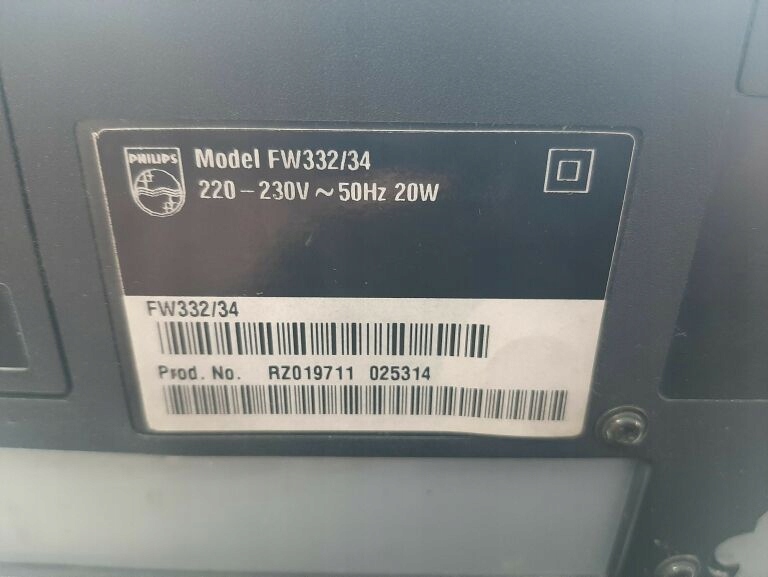 PHILIPS
Model FW332/34
220 – 230V ~ 50Hz 20W
FW332/34
Prod. No. RZ019711 025314